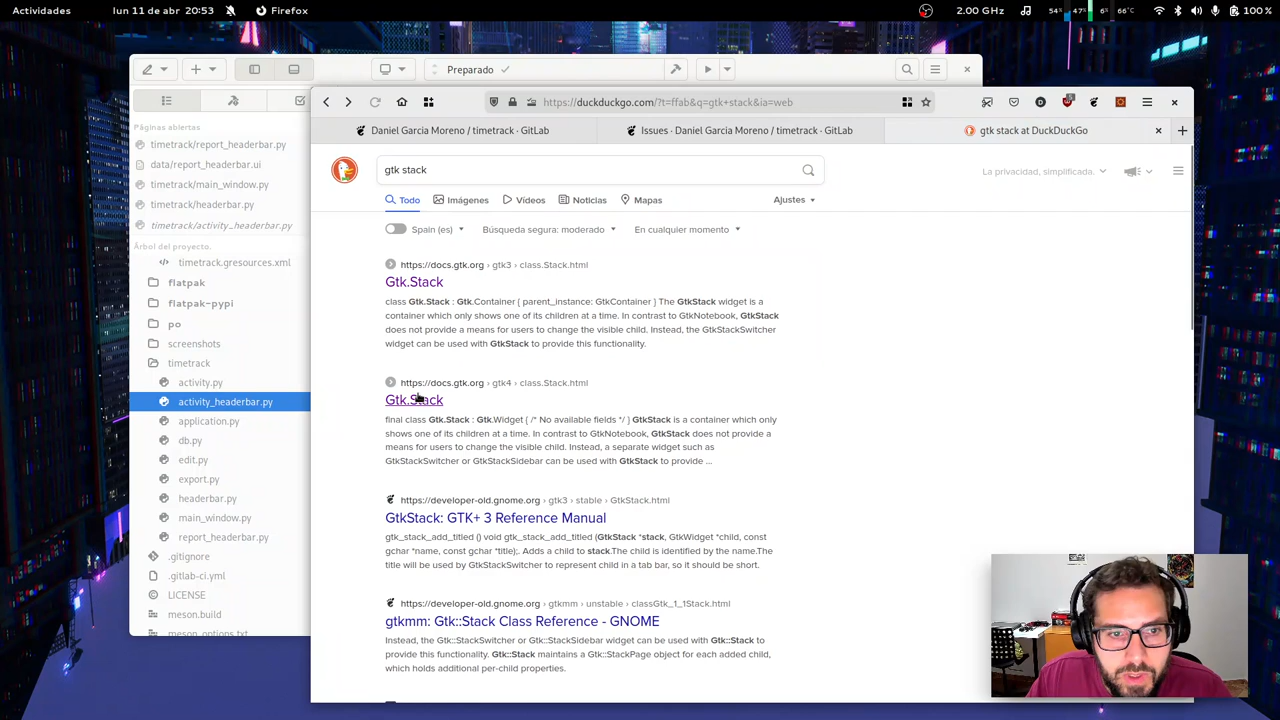 Actividades
lun 11 de abr 20:53
Firefox
2.00 GHz
54%
47%
6%
66°C
100 %
Preparado
Páginas abiertas
timetrack/report_headerbar.py
data/report_headerbar.ui
timetrack/main_window.py
timetrack/headerbar.py
timetrack/activity_headerbar.py
Árbol del proyecto.
timetrack.gresources.xml
flatpak
flatpak-pypi
po
screenshots
timetrack
activity.py
activity_headerbar.py
application.py
db.py
edit.py
export.py
headerbar.py
main_window.py
report_headerbar.py
.gitignore
.gitlab-ci.yml
LICENSE
meson.build
meson_options.txt
https://duckduckgo.com/?t=ffab&q=gtk+stack&ia=web
Daniel Garcia Moreno / timetrack · GitLab
Issues · Daniel Garcia Moreno / timetrack · GitLab
gtk stack at DuckDuckGo
gtk stack
La privacidad, simplificada.
Todo
Imágenes
Vídeos
Noticias
Mapas
Ajustes
Spain (es)
Búsqueda segura: moderado
En cualquier momento
https://docs.gtk.org › gtk3 › class.Stack.html
Gtk.Stack
class Gtk.Stack : Gtk.Container { parent_instance: GtkContainer } The GtkStack widget is a
container which only shows one of its children at a time. In contrast to GtkNotebook, GtkStack
does not provide a means for users to change the visible child. Instead, the GtkStackSwitcher
widget can be used with GtkStack to provide this functionality.
https://docs.gtk.org › gtk4 › class.Stack.html
Gtk.Stack
final class Gtk.Stack : Gtk.Widget { /* No available fields */ } GtkStack is a container which only
shows one of its children at a time. In contrast to GtkNotebook, GtkStack does not provide a
means for users to change the visible child. Instead, a separate widget such as
GtkStackSwitcher or GtkStackSidebar can be used with GtkStack to provide ...
https://developer-old.gnome.org › gtk3 › stable › GtkStack.html
GtkStack: GTK+ 3 Reference Manual
gtk_stack_add_titled () void gtk_stack_add_titled (GtkStack *stack, GtkWidget *child, const
gchar *name, const gchar *title);. Adds a child to stack.The child is identified by the name.The
title will be used by GtkStackSwitcher to represent child in a tab bar, so it should be short.
https://developer-old.gnome.org › gtkmm › unstable › classGtk_1_1Stack.html
gtkmm: Gtk::Stack Class Reference - GNOME
Instead, the Gtk::StackSwitcher or Gtk::StackSidebar widget can be used with Gtk::Stack to
provide this functionality. Gtk::Stack maintains a Gtk::StackPage object for each added child,
which holds additional per-child properties.